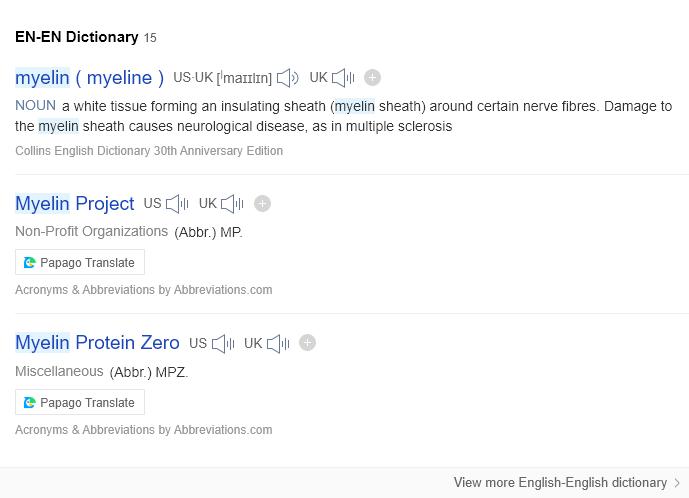 EN-EN Dictionary 15
myelin ( myeline ) US·UK [ˈmaɪɪlɪn] UK
NOUN a white tissue forming an insulating sheath (myelin sheath) around certain nerve fibres. Damage to
the myelin sheath causes neurological disease, as in multiple sclerosis
Collins English Dictionary 30th Anniversary Edition
Myelin Project US UK
Non-Profit Organizations (Abbr.) MP.
Papago Translate
Acronyms & Abbreviations by Abbreviations.com
Myelin Protein Zero US UK
Miscellaneous (Abbr.) MPZ.
Papago Translate
Acronyms & Abbreviations by Abbreviations.com
View more English-English dictionary